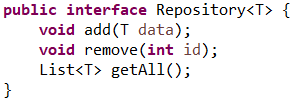 public interface Repository<T> {
    void add(T data);
    void remove(int id);
    List<T> getAll();
}